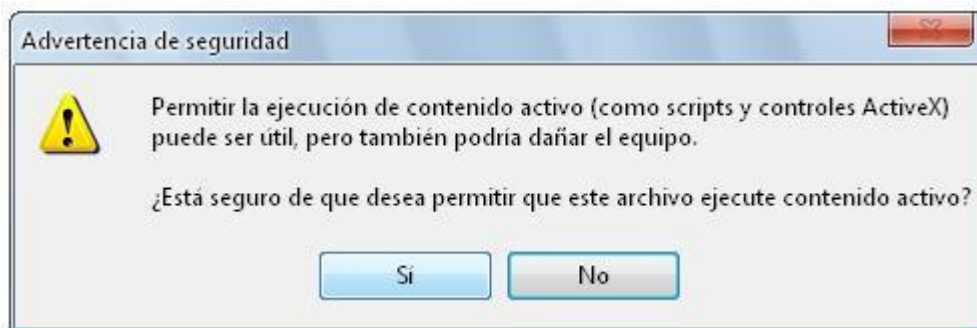 Advertencia de seguridad
Permitir la ejecución de contenido activo (como scripts y controles ActiveX)
puede ser útil, pero también podría dañar el equipo.
¿Está seguro de que desea permitir que este archivo ejecute contenido activo?
Sí
No